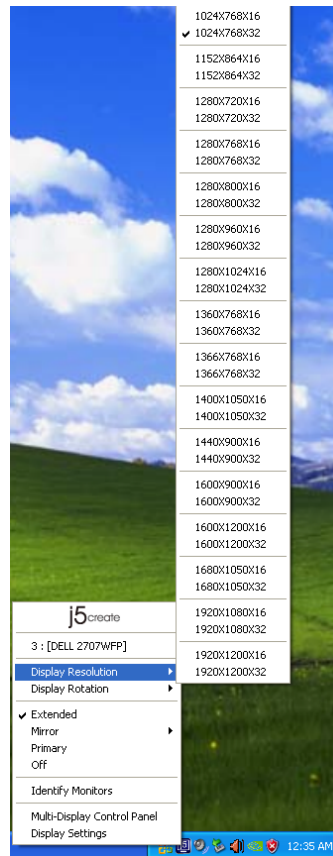 1024X768X16
1024X768X32
1152X864X16
1152X864X32
1280X720X16
1280X720X32
1280X768X16
1280X768X32
1280X800X16
1280X800X32
1280X960X16
1280X960X32
1280X1024X16
1280X1024X32
1360X768X16
1360X768X32
1366X768X16
1366X768X32
1400X1050X16
1400X1050X32
1440X900X16
1440X900X32
1600X900X16
1600X900X32
1600X1200X16
1600X1200X32
1680X1050X16
1680X1050X32
1920X1080X16
1920X1080X32
1920X1200X16
1920X1200X32
j5create
3 : [DELL 2707WFP]
Display Resolution
Display Rotation
Extended
Mirror
Primary
Off
Identify Monitors
Multi-Display Control Panel
Display Settings
12:35 AM